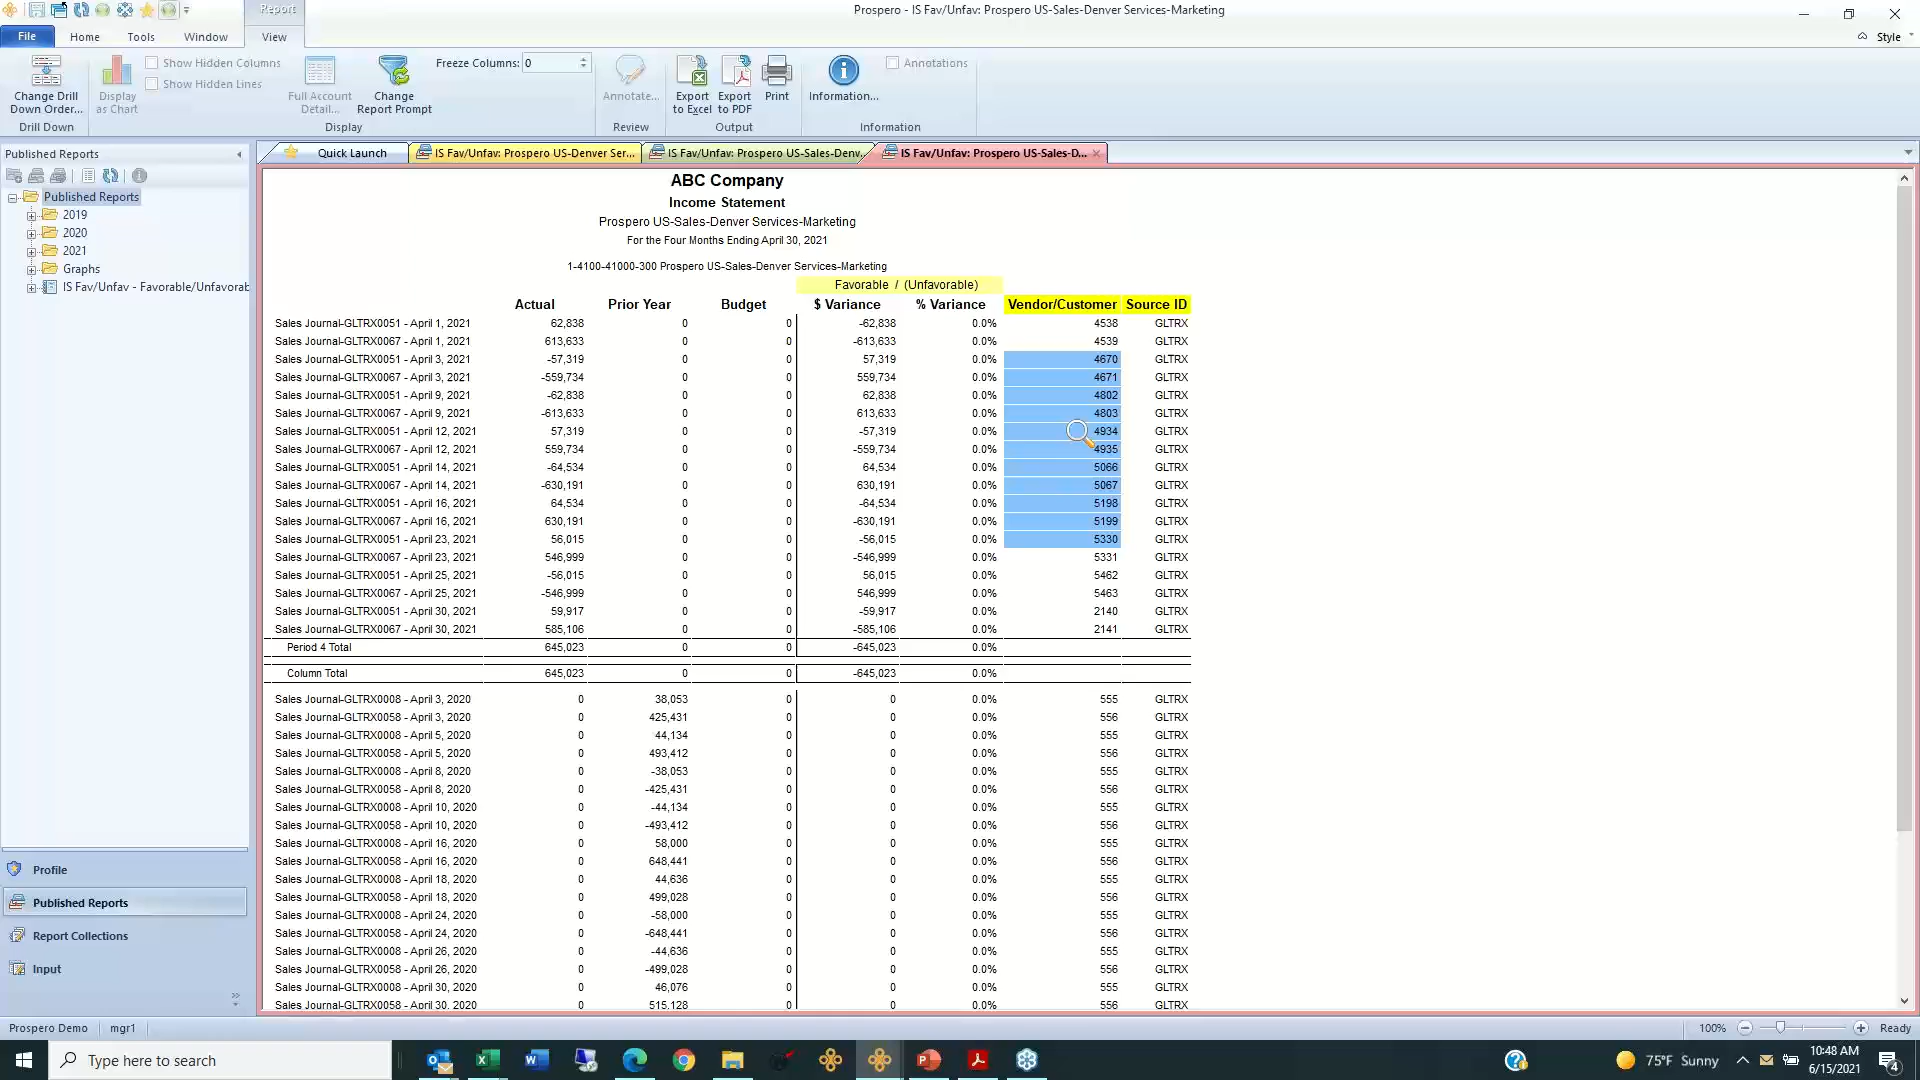 Report
Prospero - IS Fav/Unfav: Prospero US-Sales-Denver Services-Marketing
File Home Tools Window View Style
Change Drill Down Order...
Display as Chart
Show Hidden Columns
Show Hidden Lines
Full Account Detail...
Change Report Prompt
Freeze Columns: 0
Annotate...
Export to Excel
Export to PDF
Print
Information...
Annotations
Drill Down Display Review Output Information
Published Reports
Quick Launch
IS Fav/Unfav: Prospero US-Denver Ser...
IS Fav/Unfav: Prospero US-Sales-Denv...
IS Fav/Unfav: Prospero US-Sales-D...
Published Reports
2019
2020
2021
Graphs
IS Fav/Unfav - Favorable/Unfavorab
Profile
Published Reports
Report Collections
Input
ABC Company
Income Statement
Prospero US-Sales-Denver Services-Marketing
For the Four Months Ending April 30, 2021
1-4100-41000-300 Prospero US-Sales-Denver Services-Marketing
Favorable / (Unfavorable)
Actual Prior Year Budget $ Variance % Variance Vendor/Customer Source ID
Sales Journal-GLTRX0051 - April 1, 2021 62,838 0 0 -62,838 0.0% 4538 GLTRX
Sales Journal-GLTRX0067 - April 1, 2021 613,633 0 0 -613,633 0.0% 4539 GLTRX
Sales Journal-GLTRX0051 - April 3, 2021 -57,319 0 0 57,319 0.0% 4670 GLTRX
Sales Journal-GLTRX0067 - April 3, 2021 -559,734 0 0 559,734 0.0% 4671 GLTRX
Sales Journal-GLTRX0051 - April 9, 2021 -62,838 0 0 62,838 0.0% 4802 GLTRX
Sales Journal-GLTRX0067 - April 9, 2021 -613,633 0 0 613,633 0.0% 4803 GLTRX
Sales Journal-GLTRX0051 - April 12, 2021 57,319 0 0 -57,319 0.0% 4934 GLTRX
Sales Journal-GLTRX0067 - April 12, 2021 559,734 0 0 -559,734 0.0% 4935 GLTRX
Sales Journal-GLTRX0051 - April 14, 2021 -64,534 0 0 64,534 0.0% 5066 GLTRX
Sales Journal-GLTRX0067 - April 14, 2021 -630,191 0 0 630,191 0.0% 5067 GLTRX
Sales Journal-GLTRX0051 - April 16, 2021 64,534 0 0 -64,534 0.0% 5198 GLTRX
Sales Journal-GLTRX0067 - April 16, 2021 630,191 0 0 -630,191 0.0% 5199 GLTRX
Sales Journal-GLTRX0051 - April 23, 2021 56,015 0 0 -56,015 0.0% 5330 GLTRX
Sales Journal-GLTRX0067 - April 23, 2021 546,999 0 0 -546,999 0.0% 5331 GLTRX
Sales Journal-GLTRX0051 - April 25, 2021 -56,015 0 0 56,015 0.0% 5462 GLTRX
Sales Journal-GLTRX0067 - April 25, 2021 -546,999 0 0 546,999 0.0% 5463 GLTRX
Sales Journal-GLTRX0051 - April 30, 2021 59,917 0 0 -59,917 0.0% 2140 GLTRX
Sales Journal-GLTRX0067 - April 30, 2021 585,106 0 0 -585,106 0.0% 2141 GLTRX
Period 4 Total 645,023 0 0 -645,023 0.0%
Column Total 645,023 0 0 -645,023 0.0%
Sales Journal-GLTRX0008 - April 3, 2020 0 38,053 0 0 0.0% 555 GLTRX
Sales Journal-GLTRX0058 - April 3, 2020 0 425,431 0 0 0.0% 556 GLTRX
Sales Journal-GLTRX0008 - April 5, 2020 0 44,134 0 0 0.0% 555 GLTRX
Sales Journal-GLTRX0058 - April 5, 2020 0 493,412 0 0 0.0% 556 GLTRX
Sales Journal-GLTRX0008 - April 8, 2020 0 -38,053 0 0 0.0% 555 GLTRX
Sales Journal-GLTRX0058 - April 8, 2020 0 -425,431 0 0 0.0% 556 GLTRX
Sales Journal-GLTRX0008 - April 10, 2020 0 -44,134 0 0 0.0% 555 GLTRX
Sales Journal-GLTRX0058 - April 10, 2020 0 -493,412 0 0 0.0% 556 GLTRX
Sales Journal-GLTRX0008 - April 16, 2020 0 58,000 0 0 0.0% 555 GLTRX
Sales Journal-GLTRX0058 - April 16, 2020 0 648,441 0 0 0.0% 556 GLTRX
Sales Journal-GLTRX0008 - April 18, 2020 0 44,636 0 0 0.0% 555 GLTRX
Sales Journal-GLTRX0058 - April 18, 2020 0 499,028 0 0 0.0% 556 GLTRX
Sales Journal-GLTRX0008 - April 24, 2020 0 -58,000 0 0 0.0% 555 GLTRX
Sales Journal-GLTRX0058 - April 24, 2020 0 -648,441 0 0 0.0% 556 GLTRX
Sales Journal-GLTRX0008 - April 26, 2020 0 -44,636 0 0 0.0% 555 GLTRX
Sales Journal-GLTRX0058 - April 26, 2020 0 -499,028 0 0 0.0% 556 GLTRX
Sales Journal-GLTRX0008 - April 30, 2020 0 46,076 0 0 0.0% 555 GLTRX
Sales Journal-GLTRX0058 - April 30, 2020 0 515,128 0 0 0.0% 556 GLTRX
Prospero Demo mgr1 100% Ready
Type here to search
75°F Sunny
10:48 AM
6/15/2021
4